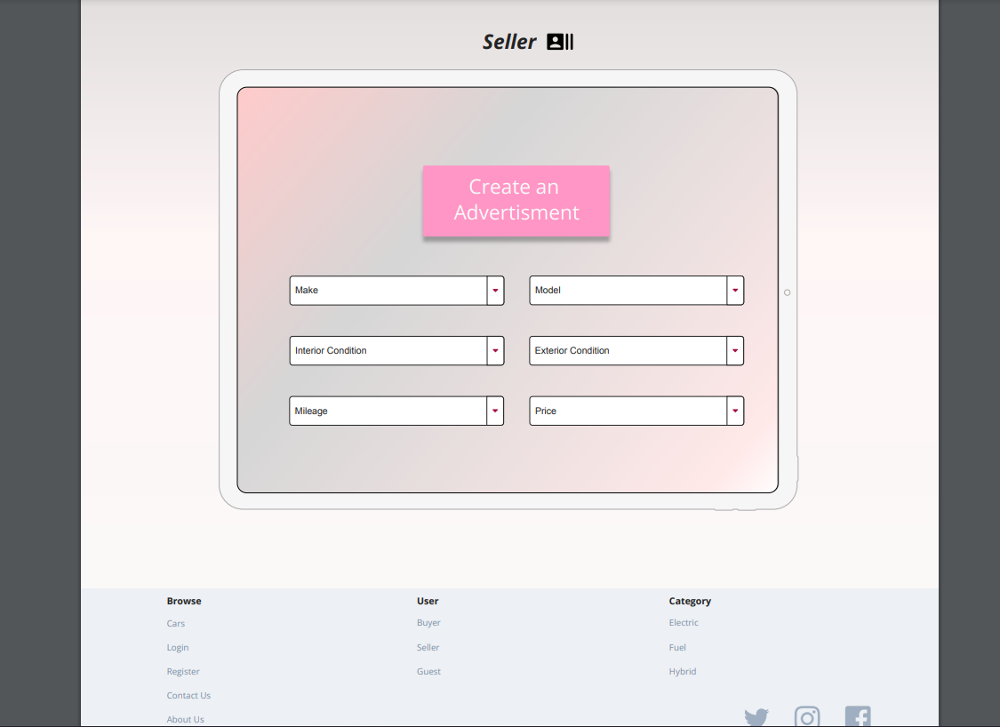 Seller
Create an
Advertisment
Make
Model
Interior Condition
Exterior Condition
Mileage
Price
Browse
User
Category
Cars
Buyer
Electric
Login
Seller
Fuel
Register
Guest
Hybrid
Contact Us
About Us